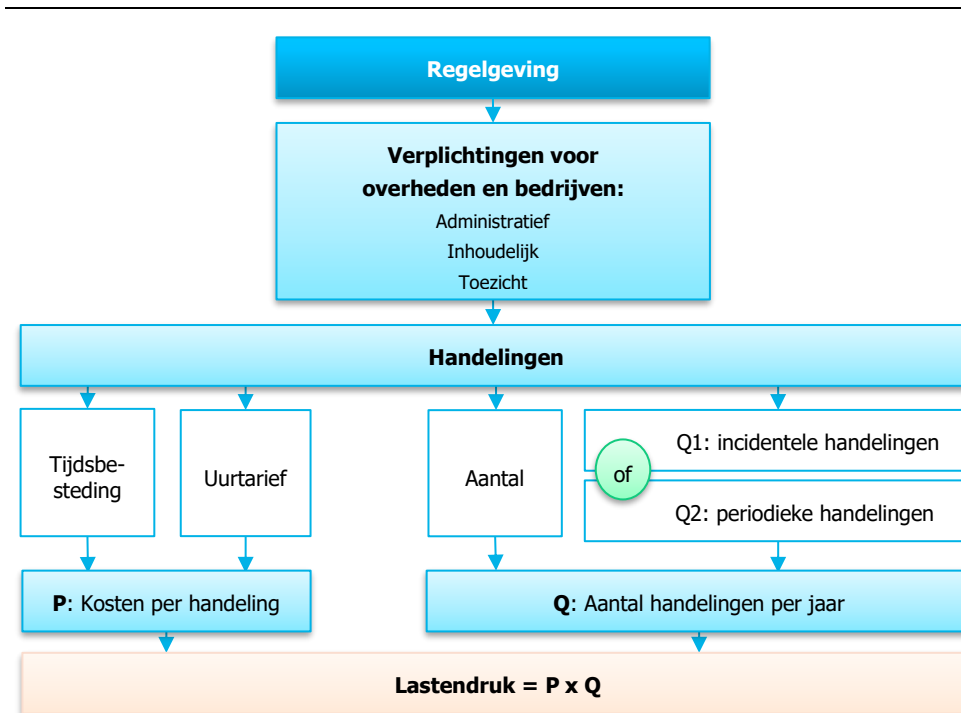 Regelgeving
Verplichtingen voor
overheden en bedrijven:
Administratief
Inhoudelijk
Toezicht
Handelingen
Tijdsbe-
steding
Uurtarief
Aantal
Q1: incidentele handelingen
of
Q2: periodieke handelingen
P: Kosten per handeling
Q: Aantal handelingen per jaar
Lastendruk = P x Q